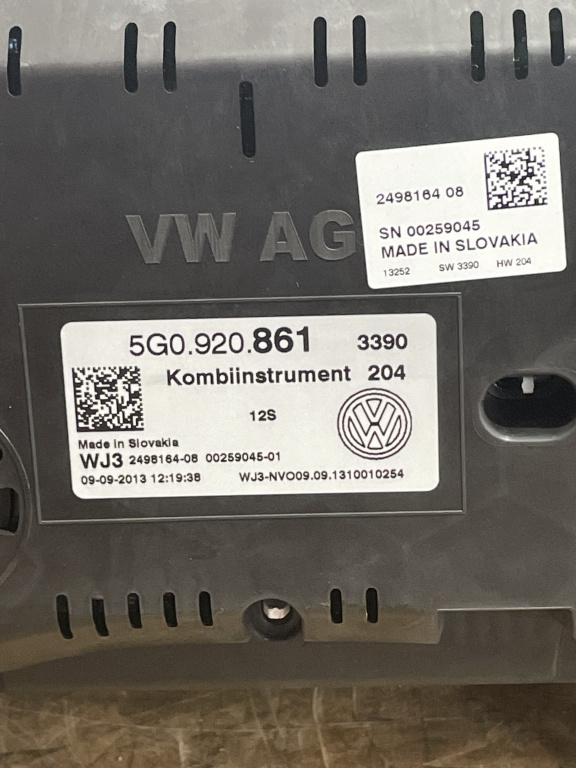 2498164 08
SN 00259045
MADE IN SLOVAKIA
13252 SW 3390 HW 204
VW AG
5G0.920.861 3390
Kombiinstrument 204
12S
Made in Slovakia
WJ3 2498164-08 00259045-01
09-09-2013 12:19:38 WJ3-NVO09.09.1310010254